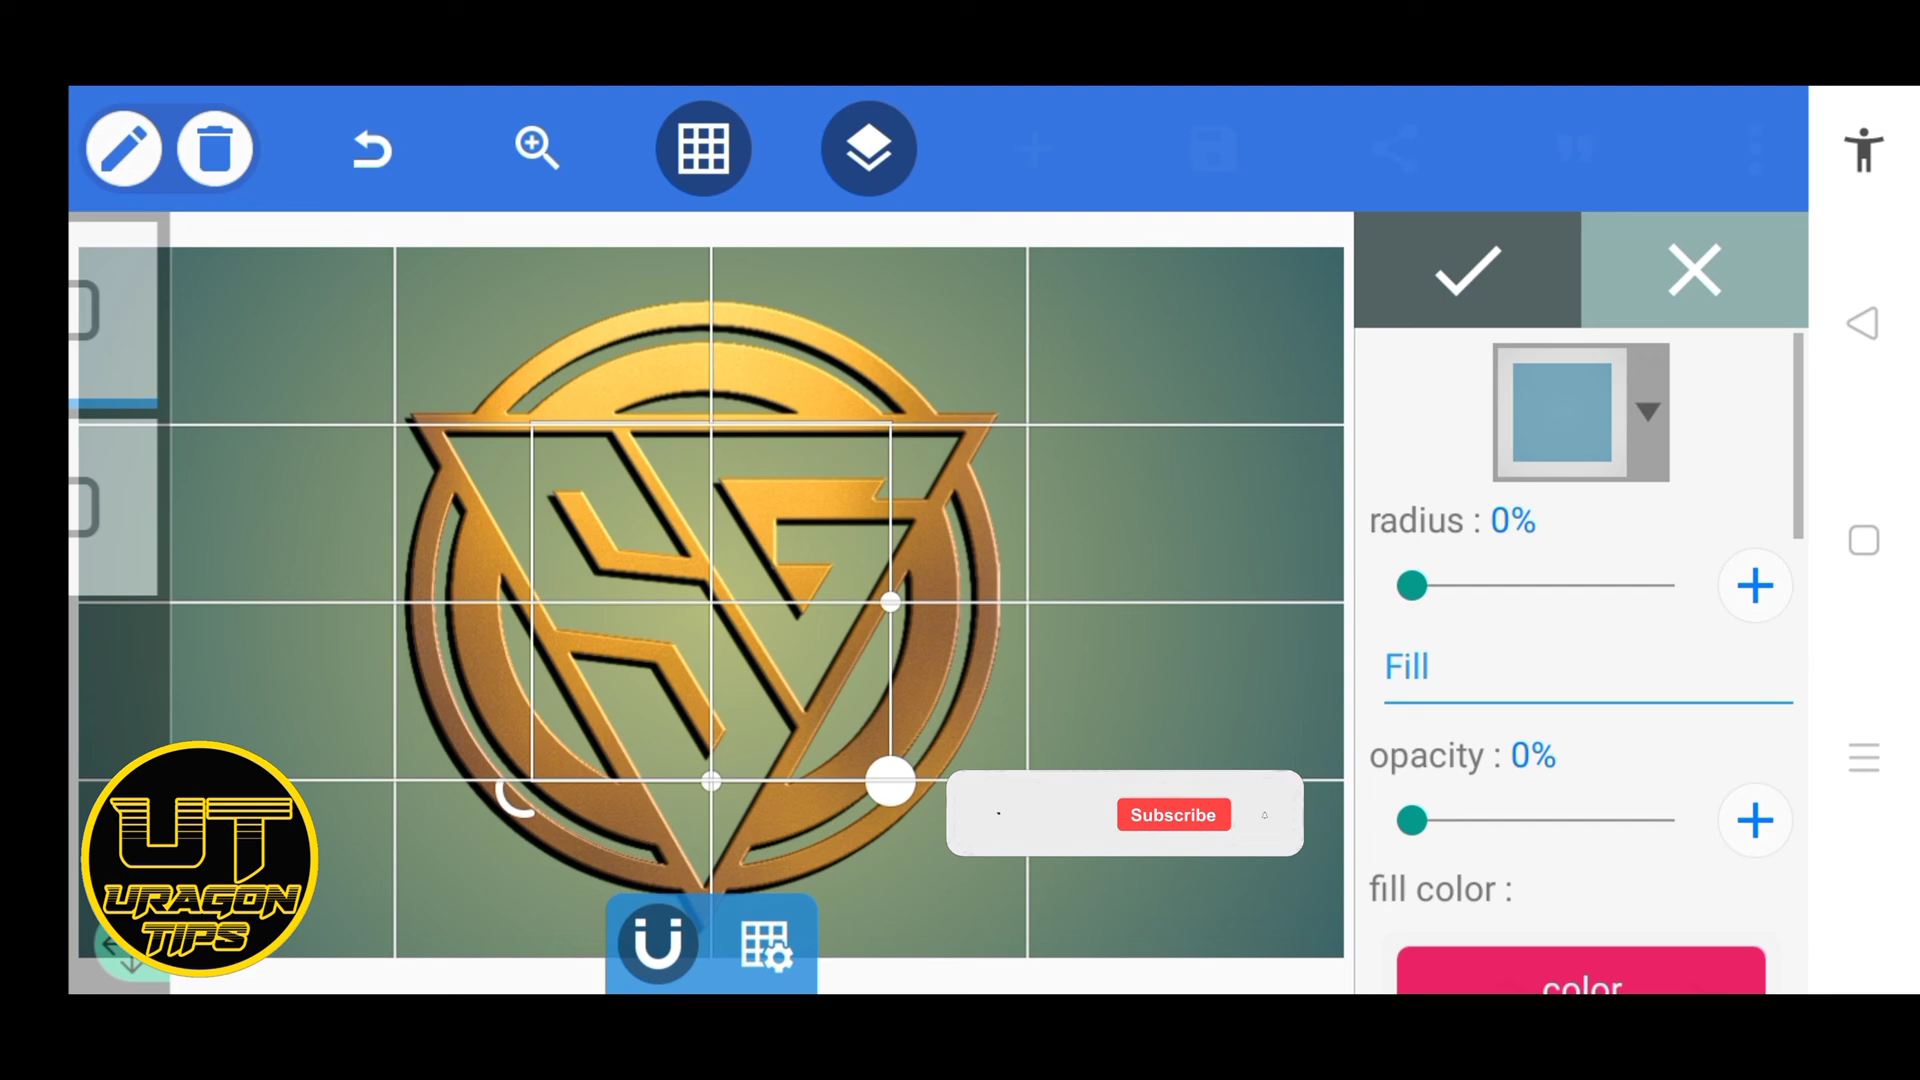 radius : 0%
Fill
opacity : 0%
fill color :
color
Subscribe
UT
URAGON
TIPS